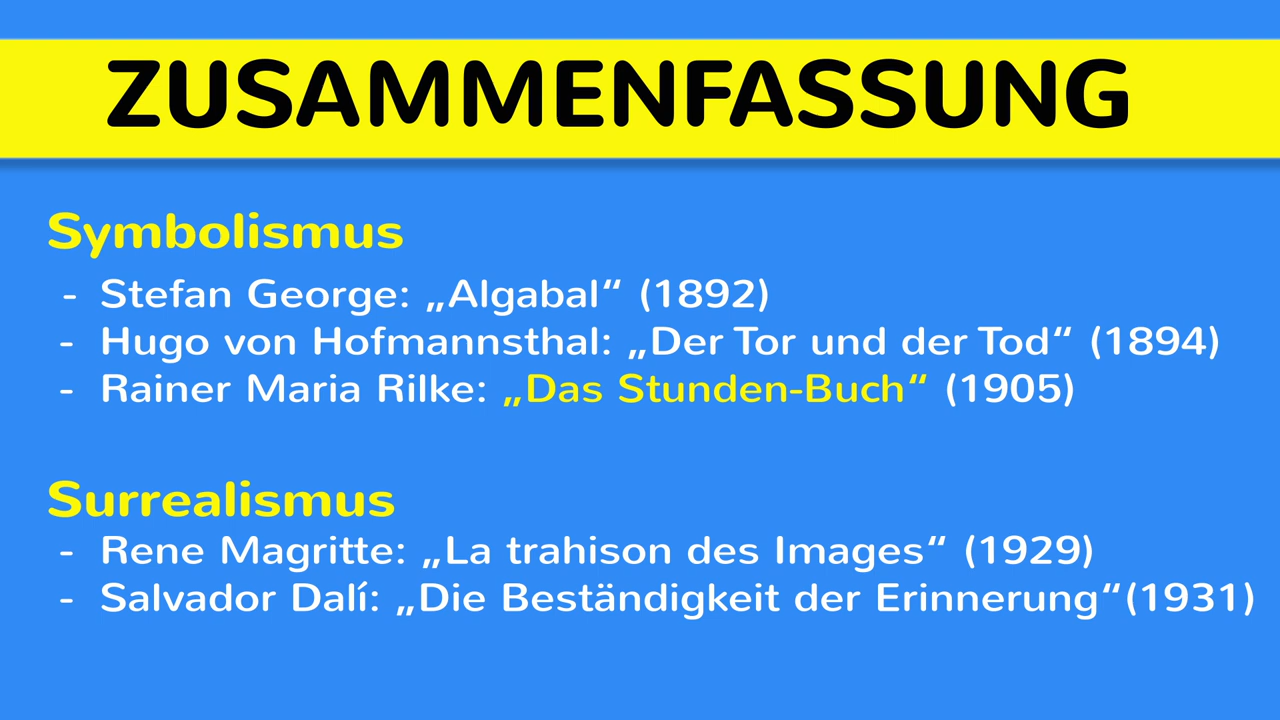 ZUSAMMENFASSUNG
Symbolismus
- Stefan George: „Algabal“ (1892)
- Hugo von Hofmannsthal: „Der Tor und der Tod“ (1894)
- Rainer Maria Rilke: „Das Stunden-Buch“ (1905)
Surrealismus
- Rene Magritte: „La trahison des Images“ (1929)
- Salvador Dalí: „Die Beständigkeit der Erinnerung“(1931)